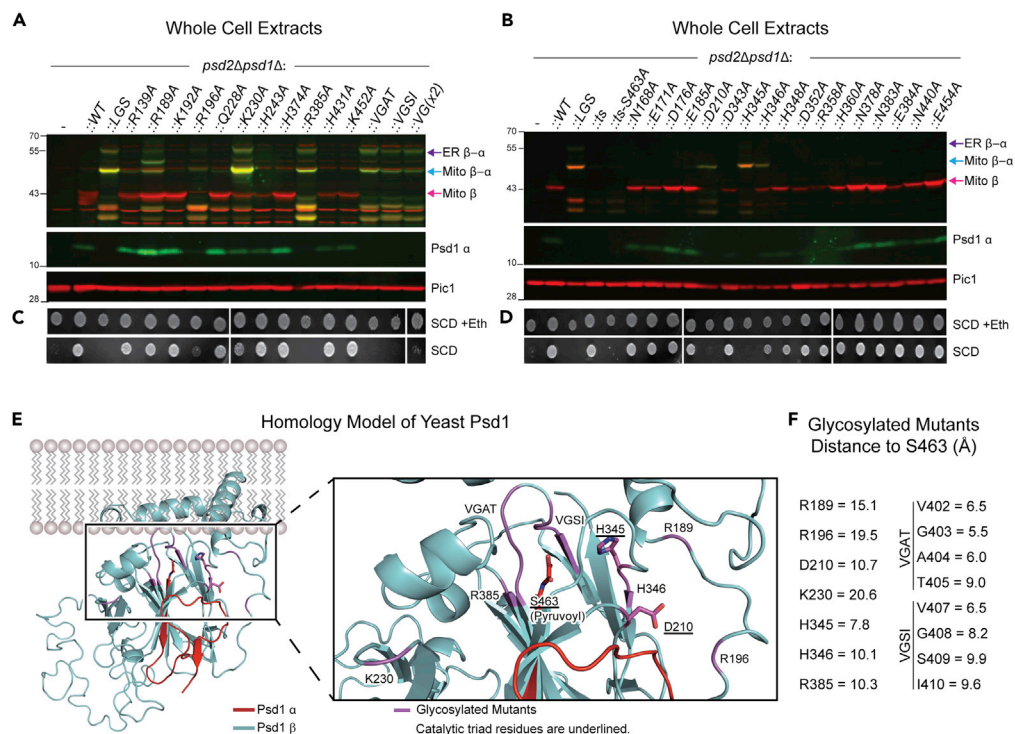 A
Whole Cell Extracts
psd2Δpsd1Δ:
-
::WT
::LGS
::R139A
::R189A
::K192A
::R196A
::Q228A
::K230A
::H243A
::H374A
::R385A
::H431A
::K452A
::VGAT
::VGSI
::VG(x2)
70
55
43
ER β–α
Mito β–α
Mito β
10
Psd1 α
28
Pic1
C
SCD +Eth
SCD
B
Whole Cell Extracts
psd2Δpsd1Δ:
-
::WT
::LGS
::ts
::ts-S463A
::N168A
::E171A
::D176A
::E185A
::D210A
::D343A
::H345A
::H346A
::H348A
::D352A
::R358A
::H360A
::N378A
::N383A
::E384A
::N440A
::E454A
70
55
43
ER β–α
Mito β–α
Mito β
10
Psd1 α
28
Pic1
D
SCD +Eth
SCD
E
Homology Model of Yeast Psd1
VGAT
VGSI
H345
R189
R385
S463
(Pyruvoyl)
H346
D210
K230
R196
Psd1 α
Psd1 β
Glycosylated Mutants
Catalytic triad residues are underlined.
F
Glycosylated Mutants
Distance to S463 (Å)
R189 = 15.1
R196 = 19.5
D210 = 10.7
K230 = 20.6
H345 = 7.8
H346 = 10.1
R385 = 10.3
VGAT
V402 = 6.5
G403 = 5.5
A404 = 6.0
T405 = 9.0
VGSI
V407 = 6.5
G408 = 8.2
S409 = 9.9
I410 = 9.6